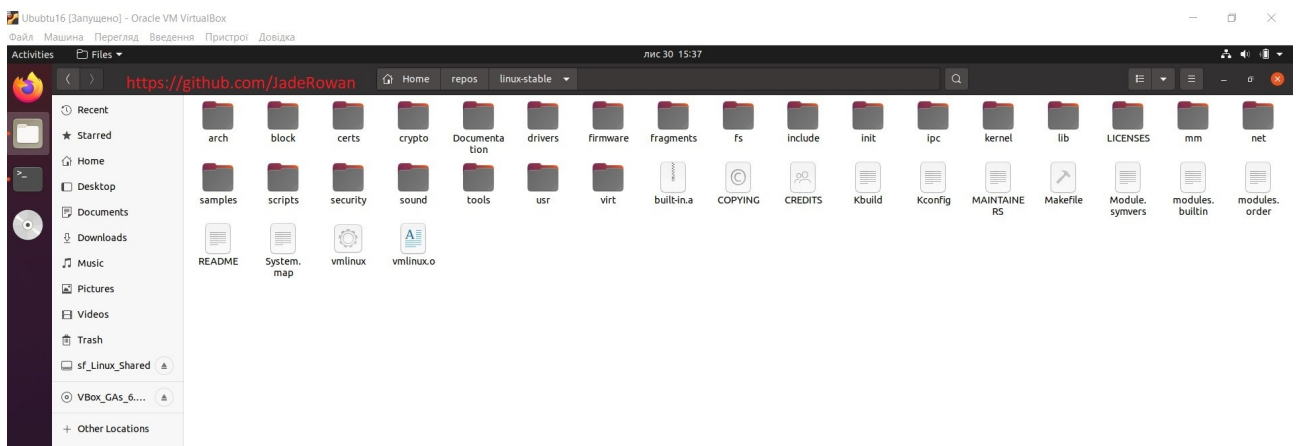 Ububtu16 [Запущено] - Oracle VM VirtualBox
Файл Машина Перегляд Введення Пристрої Довідка
Activities Files лис 30 15:37
https://github.com/JadeRowan Home repos linux-stable
Recent
Starred
Home
Desktop
Documents
Downloads
Music
Pictures
Videos
Trash
sf_Linux_Shared
VBox_GAs_6....
+ Other Locations
arch block certs crypto Documenta drivers firmware fragments fs include init ipc kernel lib LICENSES mm net
tion
samples scripts security sound tools usr virt built-in.a COPYING CREDITS Kbuild Kconfig MAINTAINE Makefile Module. modules. modules.
RS symvers builtin order
README System. vmlinux vmlinux.o
map